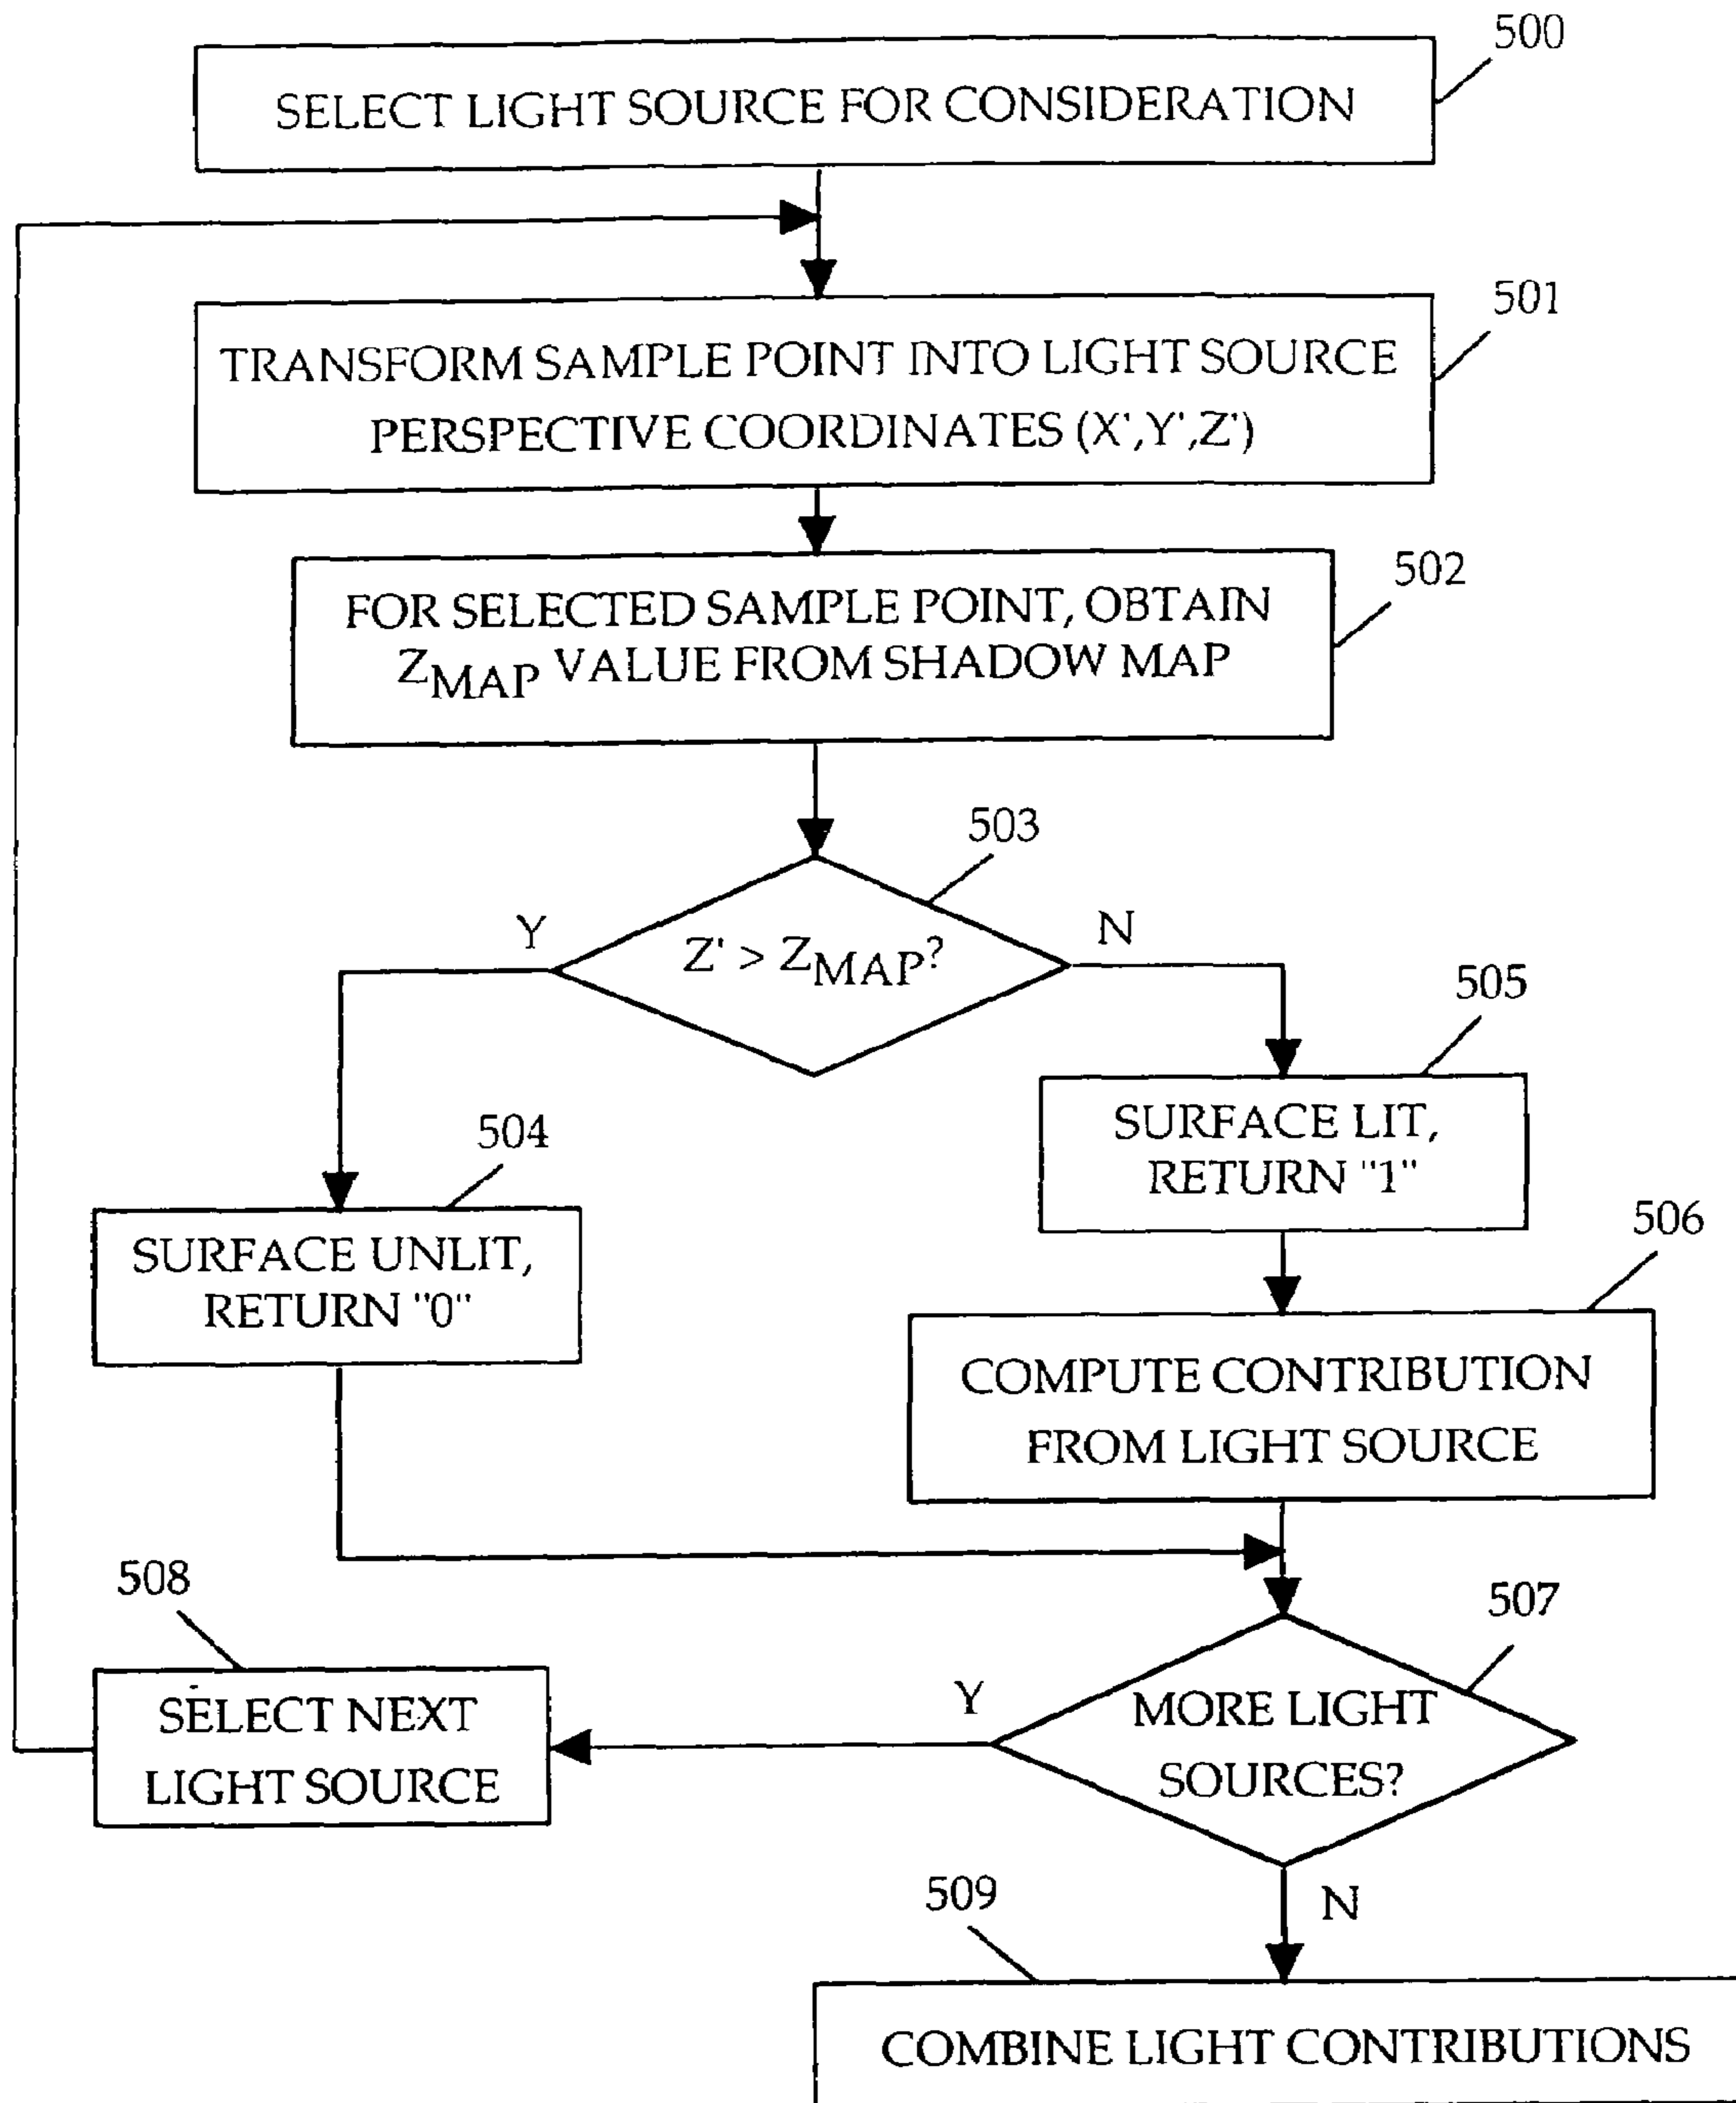 500
SELECT LIGHT SOURCE FOR CONSIDERATION
501
TRANSFORM SAMPLE POINT INTO LIGHT SOURCE
PERSPECTIVE COORDINATES (X',Y',Z')
502
FOR SELECTED SAMPLE POINT, OBTAIN
ZMAP VALUE FROM SHADOW MAP
503
Y
Z' > ZMAP?
N
505
SURFACE LIT,
RETURN "1"
504
SURFACE UNLIT,
RETURN "0"
506
COMPUTE CONTRIBUTION
FROM LIGHT SOURCE
508
SELECT NEXT
LIGHT SOURCE
507
Y
MORE LIGHT
SOURCES?
N
509
COMBINE LIGHT CONTRIBUTIONS